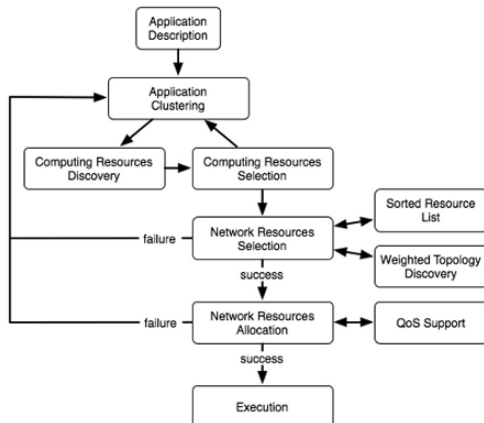 Application
Description
Application
Clustering
Computing Resources
Discovery
Computing Resources
Selection
Sorted Resource
List
failure
Network Resources
Selection
Weighted Topology
Discovery
success
failure
Network Resources
Allocation
QoS Support
success
Execution